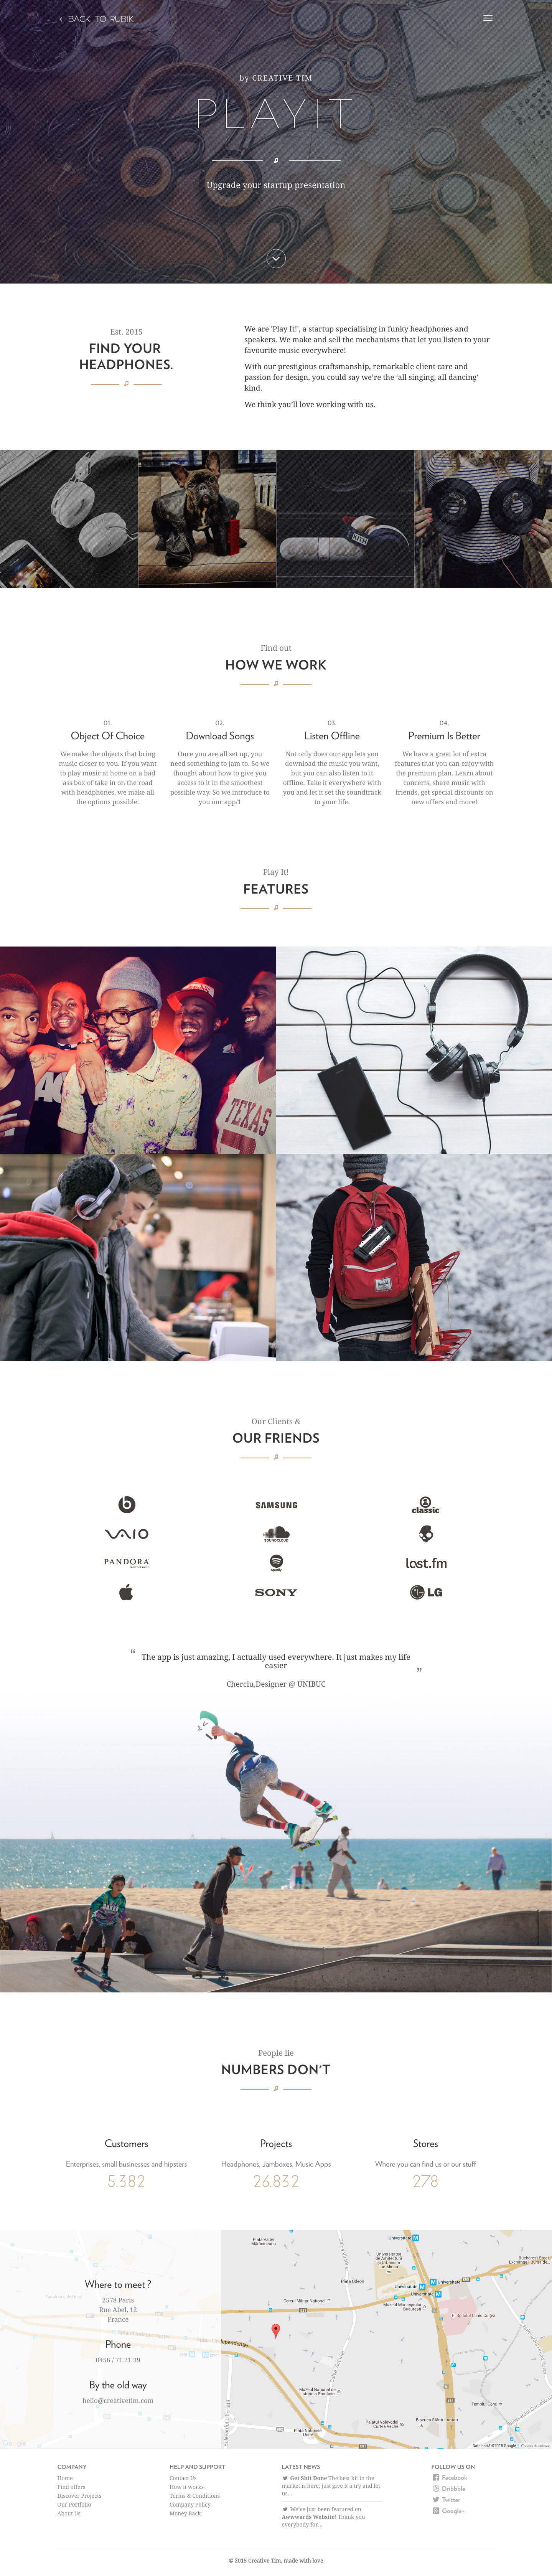 BACK TO RUBIK
by CREATIVE TIM
PLAY IT
Upgrade your startup presentation
Est. 2015
FIND YOUR
HEADPHONES.
We are 'Play It!', a startup specialising in funky headphones and
speakers. We make and sell the mechanisms that let you listen to your
favourite music everywhere!
With our prestigious craftsmanship, remarkable client care and
passion for design, you could say we're the 'all singing, all dancing'
kind.
We think you'll love working with us.
KITH
Find out
HOW WE WORK
01.
Object Of Choice
We make the objects that bring
music closer to you. If you want
to play music at home on a bad
ass box of take in on the road
with headphones, we make all
the options possible.
02.
Download Songs
Once you are all set up, you
need something to jam to. So we
thought about how to give you
access to it in the smoothest
possible way. So we introduce to
you our app!1
03.
Listen Offline
Not only does our app lets you
download the music you want,
but you can also listen to it
offline. Take it everywhere with
you and let it set the soundtrack
to your life.
04.
Premium Is Better
We have a great lot of extra
features that you can enjoy with
the premium plan. Learn about
concerts, share music with
friends, get special discounts on
new offers and more!
Play It!
FEATURES
TEXAS
Our Clients &
OUR FRIENDS
SAMSUNG
classic
VAIO
SOUNDCLOUD
PANDORA
Spotify
lost.fm
SONY
LG
“ The app is just amazing, I actually used everywhere. It just makes my life
easier ”
Cherciu,Designer @ UNIBUC
People lie
NUMBERS DON'T
Customers
Enterprises, small businesses and hipsters
5.382
Projects
Headphones, Jamboxes, Music Apps
26.832
Stores
Where you can find us or our stuff
278
Where to meet ?
2578 Paris
Rue Abel, 12
France
Phone
0456 / 71 21 39
By the old way
hello@creativetim.com
COMPANY
Home
Find offers
Discover Projects
Our Portfolio
About Us
HELP AND SUPPORT
Contact Us
How it works
Terms & Conditions
Company Policy
Money Back
LATEST NEWS
Get Shit Done The best kit in the
market is here, just give it a try and let
us...
We've just been featured on
Awwwards Website! Thank you
everybody for...
FOLLOW US ON
Facebook
Dribbble
Twitter
Google+
© 2015 Creative Tim, made with love